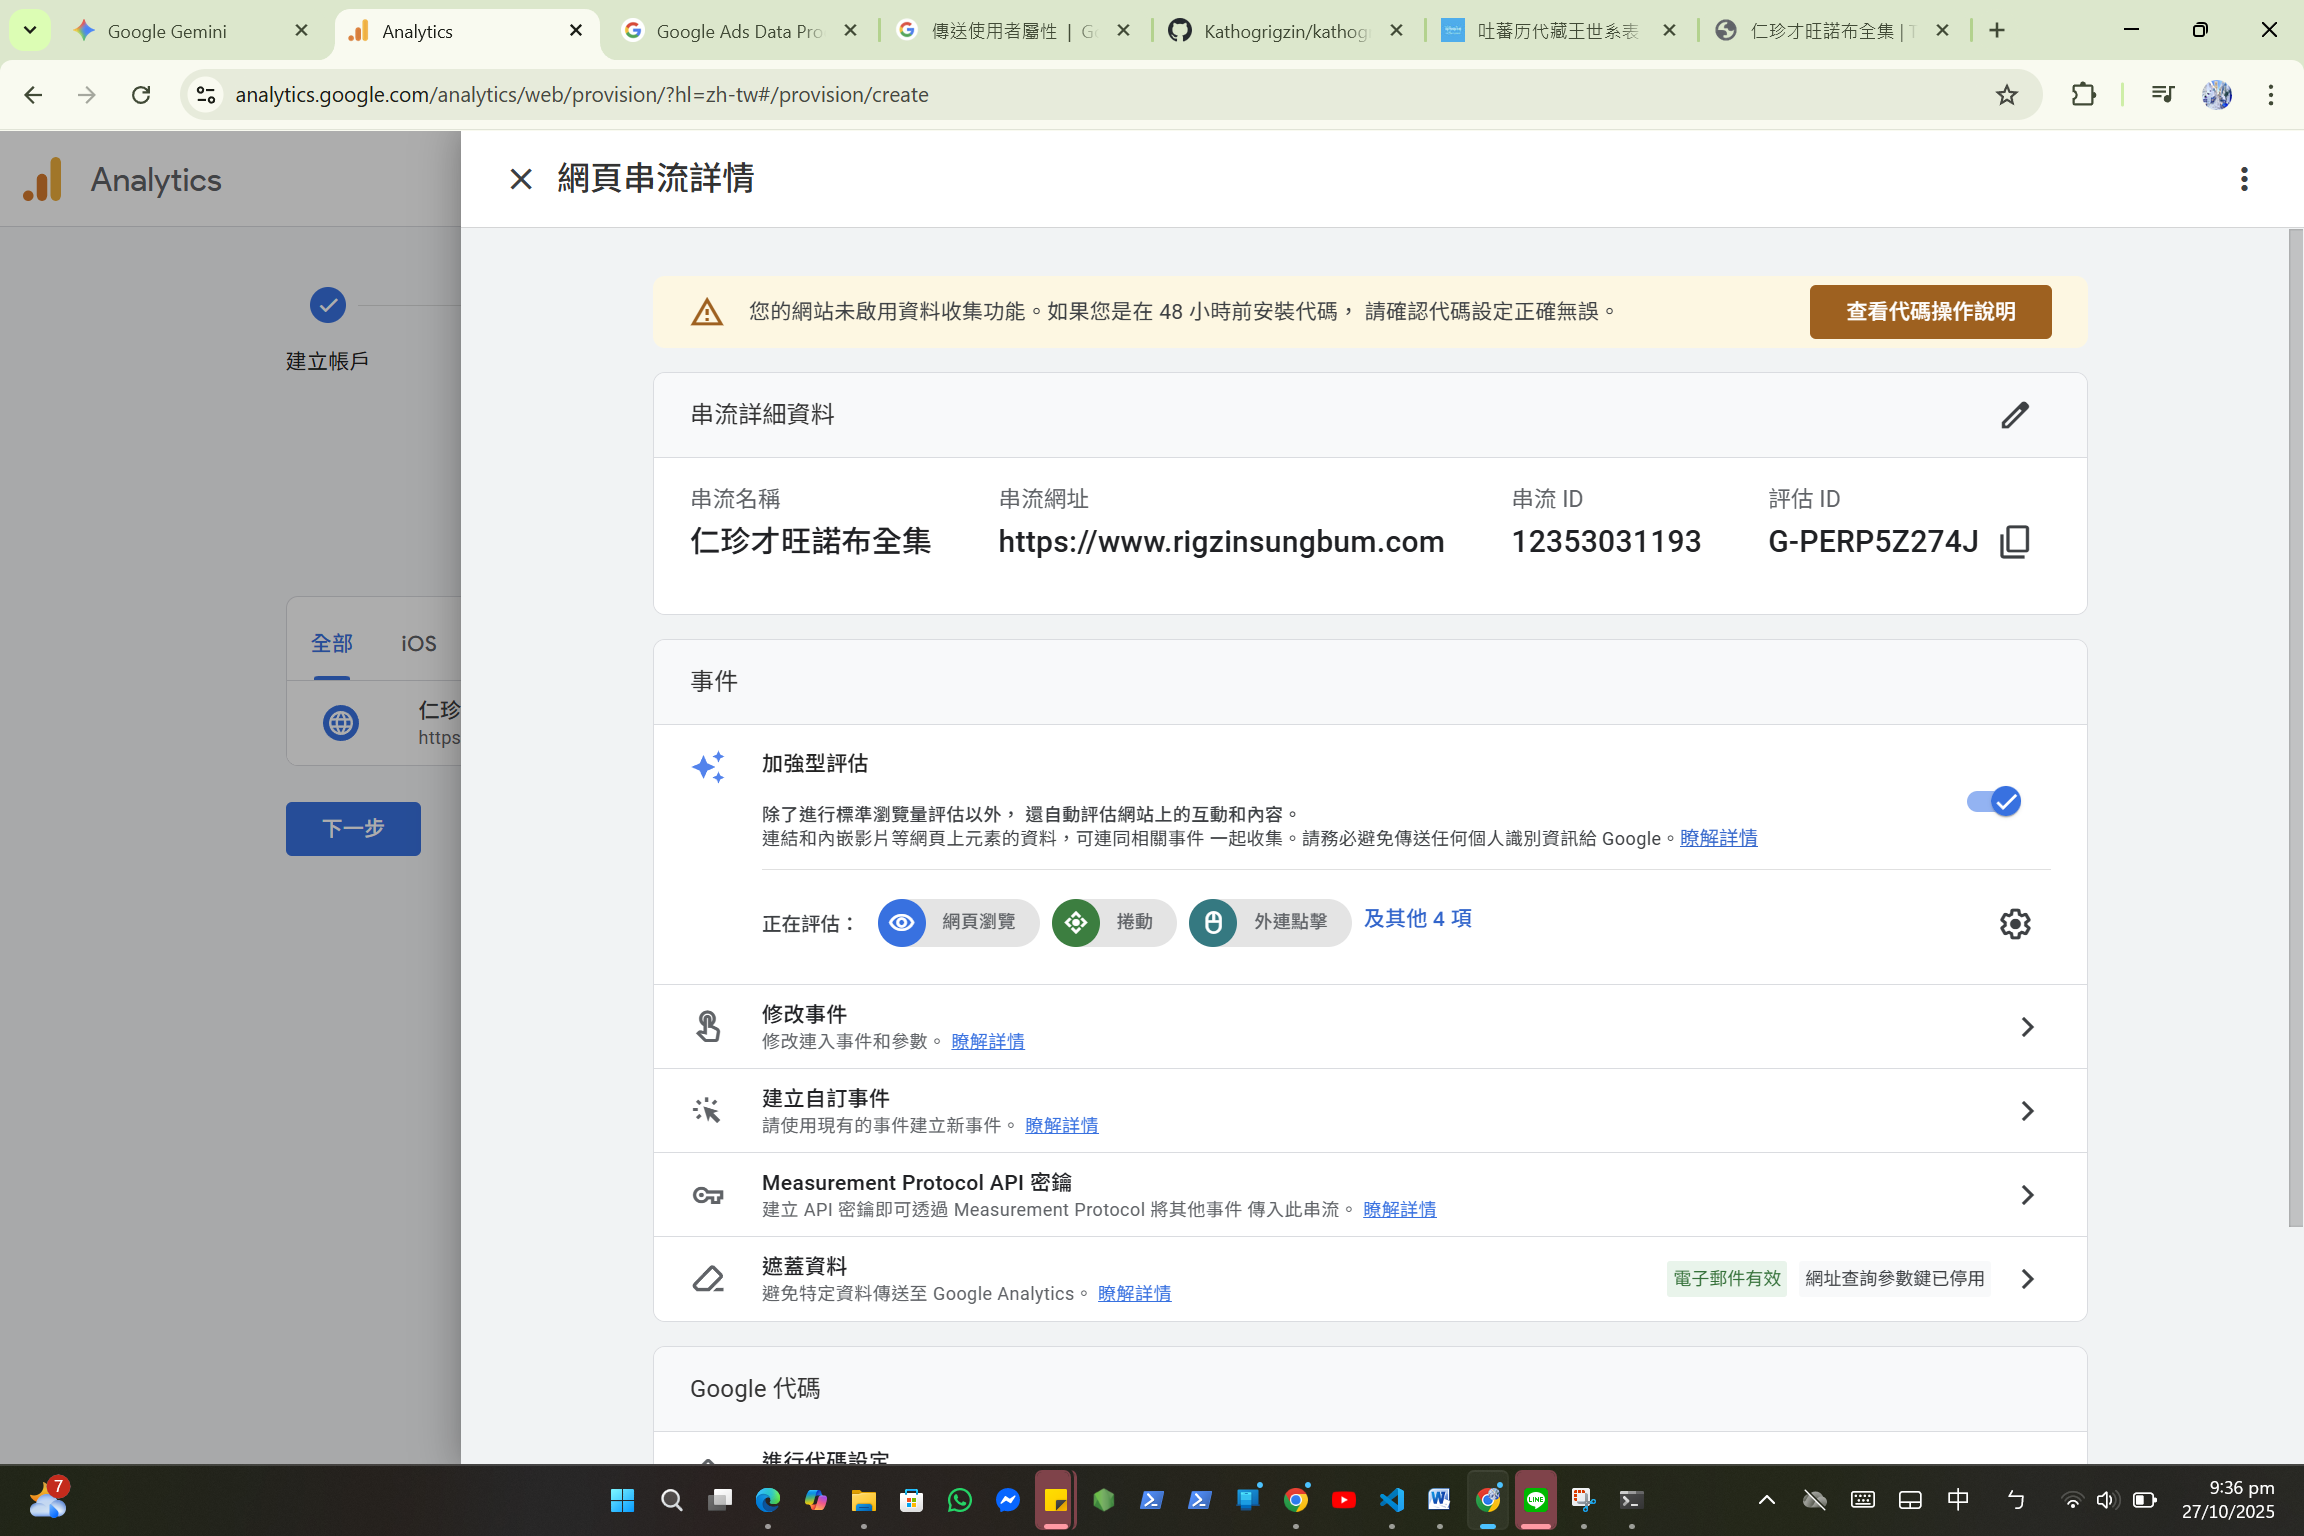 Google Gemini
Analytics
Google Ads Data Pro
傳送使用者屬性 | G
Kathogrigzin/kathog
吐蕃历代藏王世系表
仁珍才旺諾布全集 | T
analytics.google.com/analytics/web/provision/?hl=zh-tw#/provision/create
Analytics
網頁串流詳情
建立帳戶
全部
iOS
仁珍
https
下一步
您的網站未啟用資料收集功能。如果您是在 48 小時前安裝代碼， 請確認代碼設定正確無誤。
查看代碼操作說明
串流詳細資料
串流名稱
仁珍才旺諾布全集
串流網址
https://www.rigzinsungbum.com
串流 ID
12353031193
評估 ID
G-PERP5Z274J
事件
加強型評估
除了進行標準瀏覽量評估以外， 還自動評估網站上的互動和內容。
連結和內嵌影片等網頁上元素的資料，可連同相關事件 一起收集。請務必避免傳送任何個人識別資訊給 Google。瞭解詳情
正在評估：
網頁瀏覽
捲動
外連點擊
及其他 4 項
修改事件
修改連入事件和參數。 瞭解詳情
建立自訂事件
請使用現有的事件建立新事件。 瞭解詳情
Measurement Protocol API 密鑰
建立 API 密鑰即可透過 Measurement Protocol 將其他事件 傳入此串流。 瞭解詳情
遮蓋資料
避免特定資料傳送至 Google Analytics。 瞭解詳情
電子郵件有效
網址查詢參數鍵已停用
Google 代碼
進行代碼設定
7
LINE
中
ㄣ
9:36 pm
27/10/2025